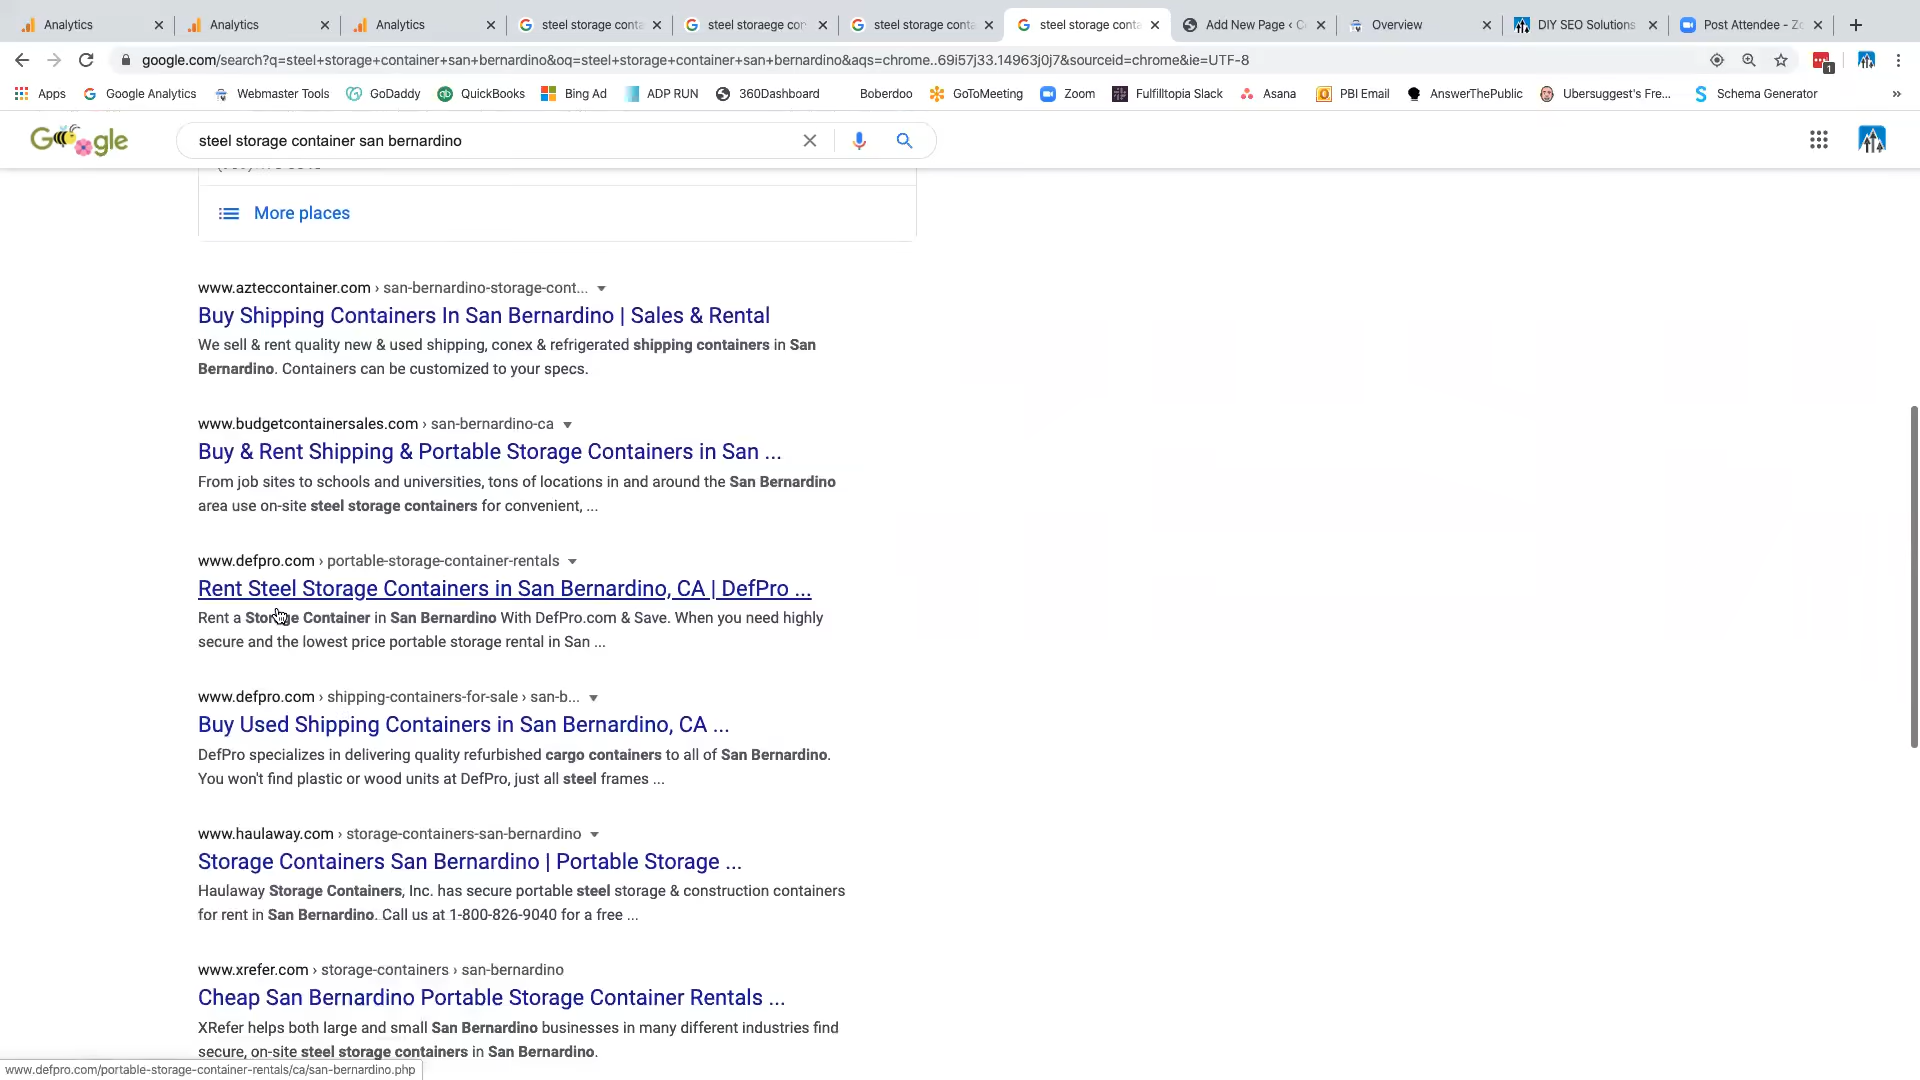 Analytics
Analytics
Analytics
steel storage conta
steel straege cor
steel storage conta
steel storage conta
Add New Page ‹ C
Overview
DIY SEO Solutions
Post Attendee - Zo
google.com/search?q=steel+storage+container+san+bernardino&oq=steel+storage+container+san+bernardino&aqs=chrome..69i57j33.14963j0j7&sourceid=chrome&ie=UTF-8
1
Apps
Google Analytics
Webmaster Tools
GoDaddy
QuickBooks
Bing Ad
ADP RUN
360Dashboard
Boberdoo
GoToMeeting
Zoom
Fulfilltopia Slack
Asana
PBI Email
AnswerThePublic
Ubersuggest's Fre...
Schema Generator
»
Google
steel storage container san bernardino
More places
www.azteccontainer.com › san-bernardino-storage-cont...
Buy Shipping Containers In San Bernardino | Sales & Rental
We sell & rent quality new & used shipping, conex & refrigerated shipping containers in San
Bernardino. Containers can be customized to your specs.
www.budgetcontainersales.com › san-bernardino-ca
Buy & Rent Shipping & Portable Storage Containers in San ...
From job sites to schools and universities, tons of locations in and around the San Bernardino
area use on-site steel storage containers for convenient, ...
www.defpro.com › portable-storage-container-rentals
Rent Steel Storage Containers in San Bernardino, CA | DefPro ...
Rent a Storage Container in San Bernardino With DefPro.com & Save. When you need highly
secure and the lowest price portable storage rental in San ...
www.defpro.com › shipping-containers-for-sale › san-b...
Buy Used Shipping Containers in San Bernardino, CA ...
DefPro specializes in delivering quality refurbished cargo containers to all of San Bernardino.
You won't find plastic or wood units at DefPro, just all steel frames ...
www.haulaway.com › storage-containers-san-bernardino
Storage Containers San Bernardino | Portable Storage ...
Haulaway Storage Containers, Inc. has secure portable steel storage & construction containers
for rent in San Bernardino. Call us at 1-800-826-9040 for a free ...
www.xrefer.com › storage-containers › san-bernardino
Cheap San Bernardino Portable Storage Container Rentals ...
XRefer helps both large and small San Bernardino businesses in many different industries find
secure, on-site steel storage containers in San Bernardino.
www.defpro.com/portable-storage-container-rentals/ca/san-bernardino.php